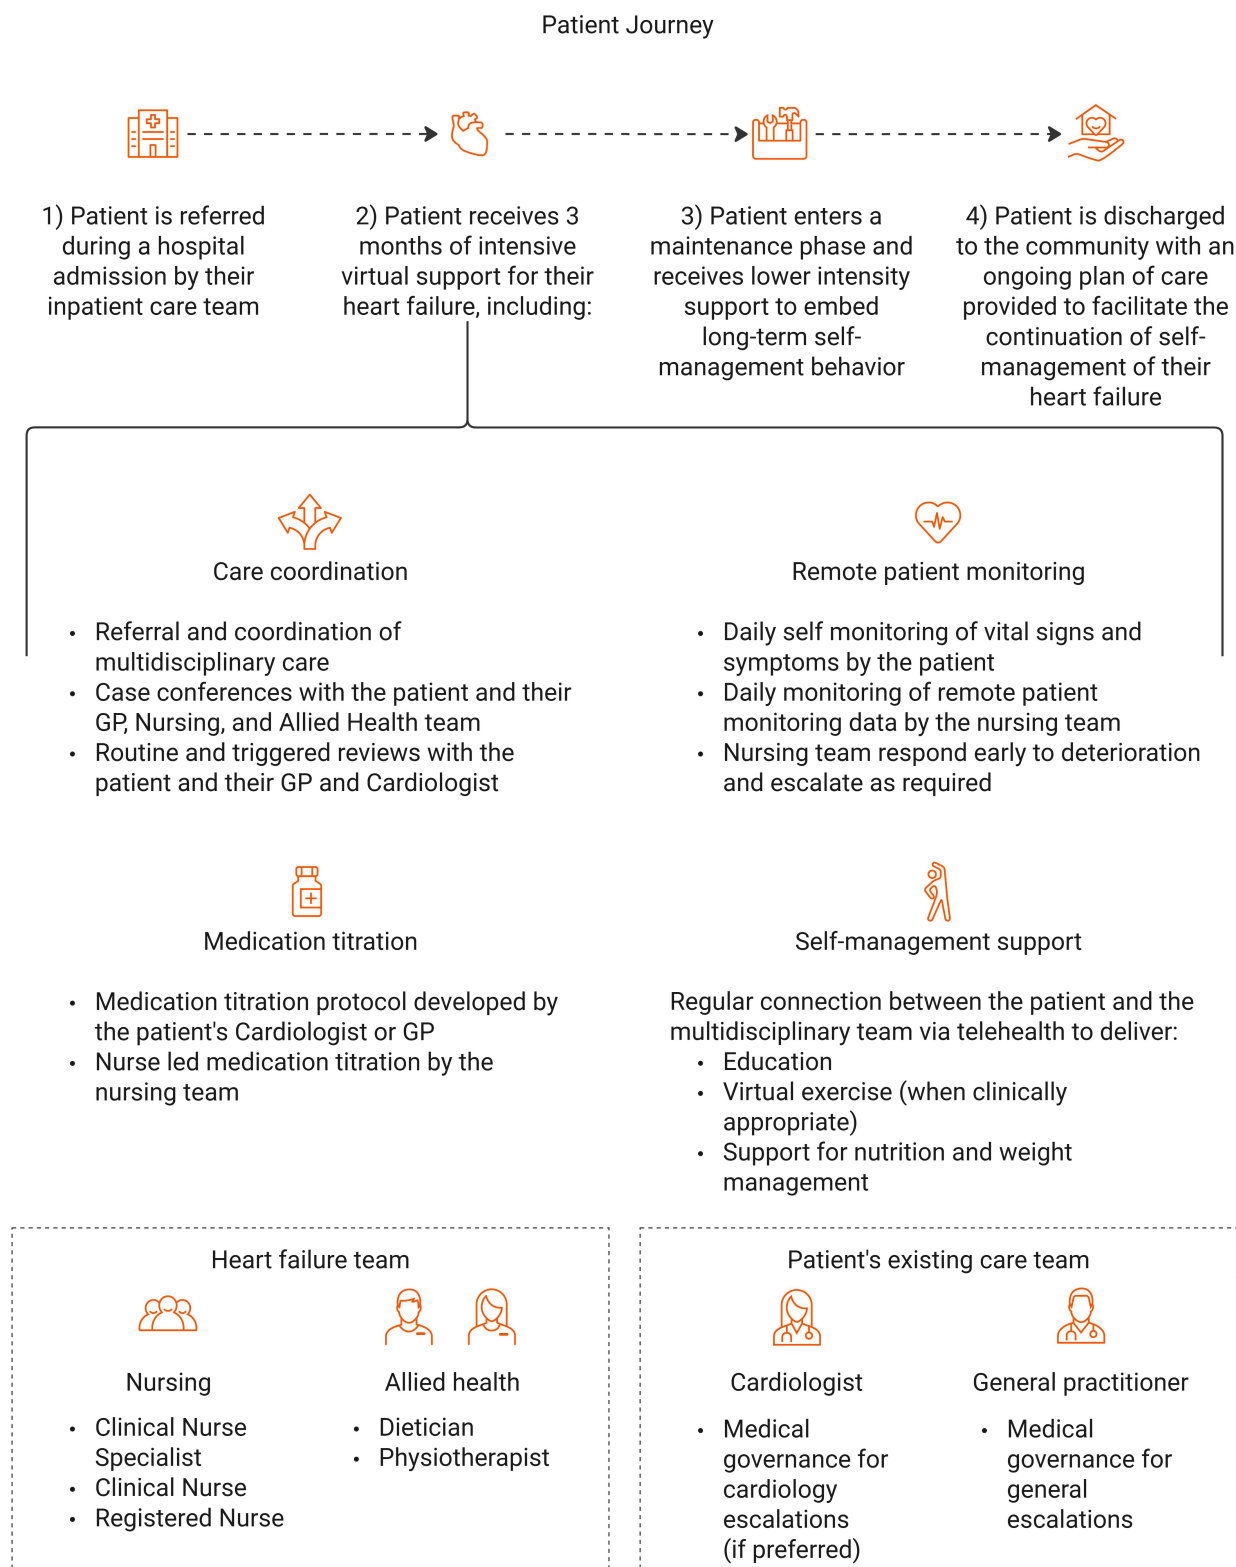 Patient Journey
1) Patient is referred
during a hospital
admission by their
inpatient care team
2) Patient receives 3
months of intensive
virtual support for their
heart failure, including:
3) Patient enters a
maintenance phase and
receives lower intensity
support to embed
long-term self-
management behavior
4) Patient is discharged
to the community with an
ongoing plan of care
provided to facilitate the
continuation of self-
management of their
heart failure
Care coordination
• Referral and coordination of
multidisciplinary care
• Case conferences with the patient and their
GP, Nursing, and Allied Health team
• Routine and triggered reviews with the
patient and their GP and Cardiologist
Remote patient monitoring
• Daily self monitoring of vital signs and
symptoms by the patient
• Daily monitoring of remote patient
monitoring data by the nursing team
• Nursing team respond early to deterioration
and escalate as required
Medication titration
• Medication titration protocol developed by
the patient's Cardiologist or GP
• Nurse led medication titration by the
nursing team
Self-management support
Regular connection between the patient and the
multidisciplinary team via telehealth to deliver:
• Education
• Virtual exercise (when clinically
appropriate)
• Support for nutrition and weight
management
Heart failure team
Nursing
• Clinical Nurse
Specialist
• Clinical Nurse
• Registered Nurse
Allied health
• Dietician
• Physiotherapist
Patient's existing care team
Cardiologist
• Medical
governance for
cardiology
escalations
(if preferred)
General practitioner
• Medical
governance for
general
escalations